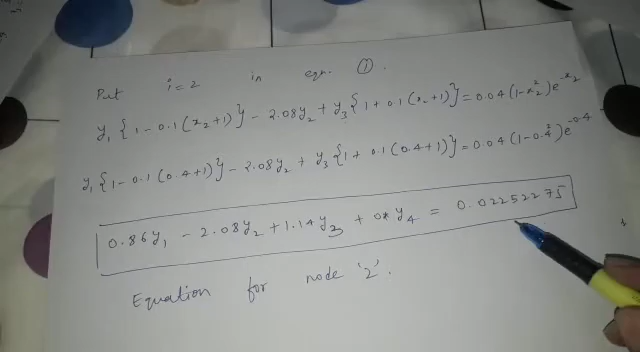 Put i=2 in eqn. ①.
y₁ {1-0.1(x₂+1)} - 2.08y₂ + y₃ {1+0.1(x₂+1)} = 0.04(1-x₂²)e^-x₂
y₁ {1-0.1(0.4+1)} - 2.08y₂ + y₃ {1+0.1(0.4+1)} = 0.04(1-0.4²)e^-0.4
0.86y₁ - 2.08y₂ + 1.14y₃ + 0*y₄ = 0.02252275
Equation for node '2'.